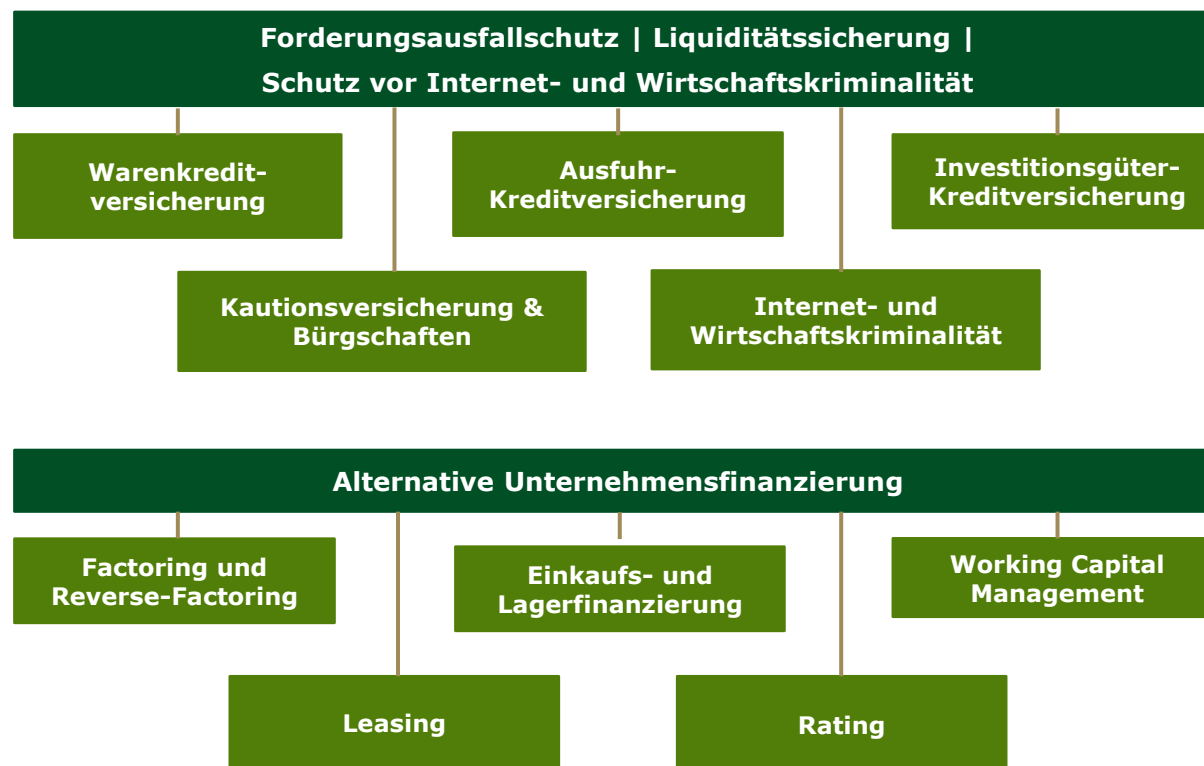 Forderungsausfallschutz | Liquiditätssicherung |
Schutz vor Internet- und Wirtschaftskriminalität
Warenkredit-
versicherung
Ausfuhr-
Kreditversicherung
Investitionsgüter-
Kreditversicherung
Kautionsversicherung &
Bürgschaften
Internet- und
Wirtschaftskriminalität
Alternative Unternehmensfinanzierung
Factoring und
Reverse-Factoring
Einkaufs- und
Lagerfinanzierung
Working Capital
Management
Leasing
Rating